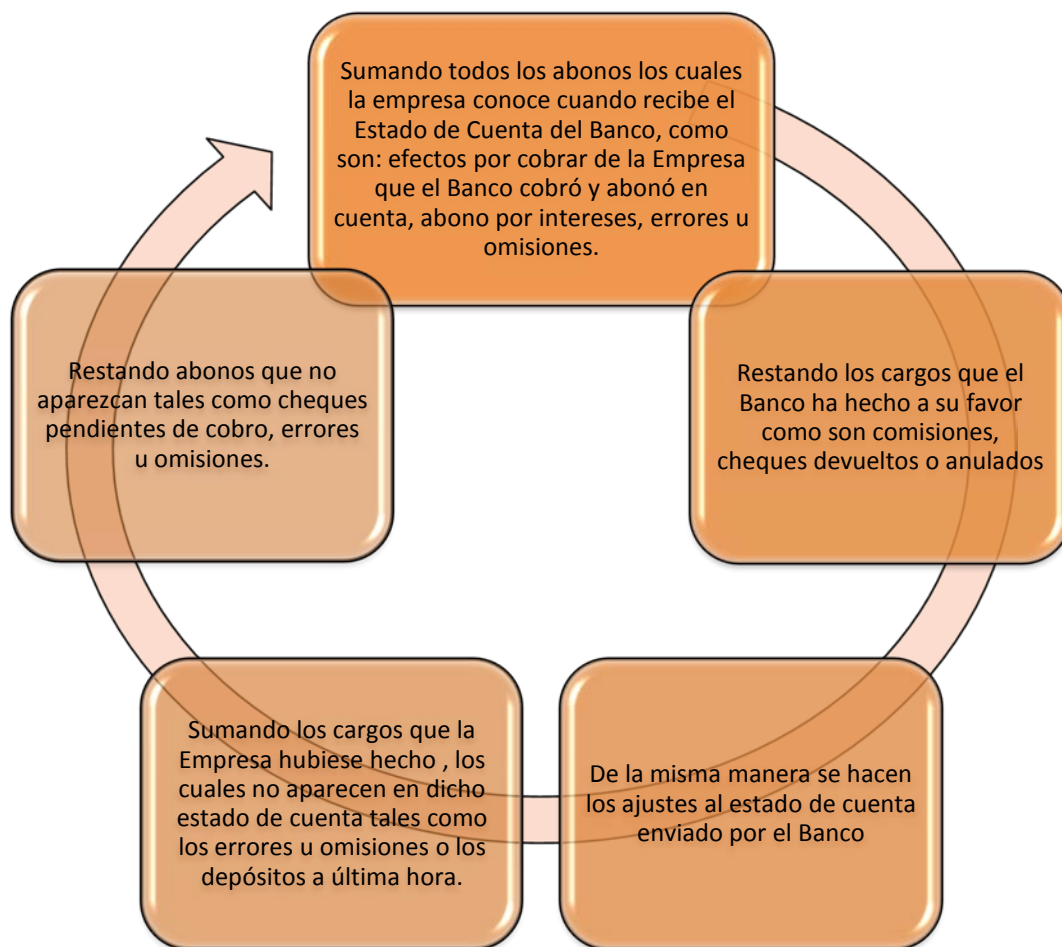 Sumando todos los abonos los cuales
la empresa conoce cuando recibe el
Estado de Cuenta del Banco, como
son: efectos por cobrar de la Empresa
que el Banco cobró y abonó en
cuenta, abono por intereses, errores u
omisiones.
Restando los cargos que el
Banco ha hecho a su favor
como son comisiones,
cheques devueltos o anulados
De la misma manera se hacen
los ajustes al estado de cuenta
enviado por el Banco
Sumando los cargos que la
Empresa hubiese hecho , los
cuales no aparecen en dicho
estado de cuenta tales como
los errores u omisiones o los
depósitos a última hora.
Restando abonos que no
aparezcan tales como cheques
pendientes de cobro, errores
u omisiones.